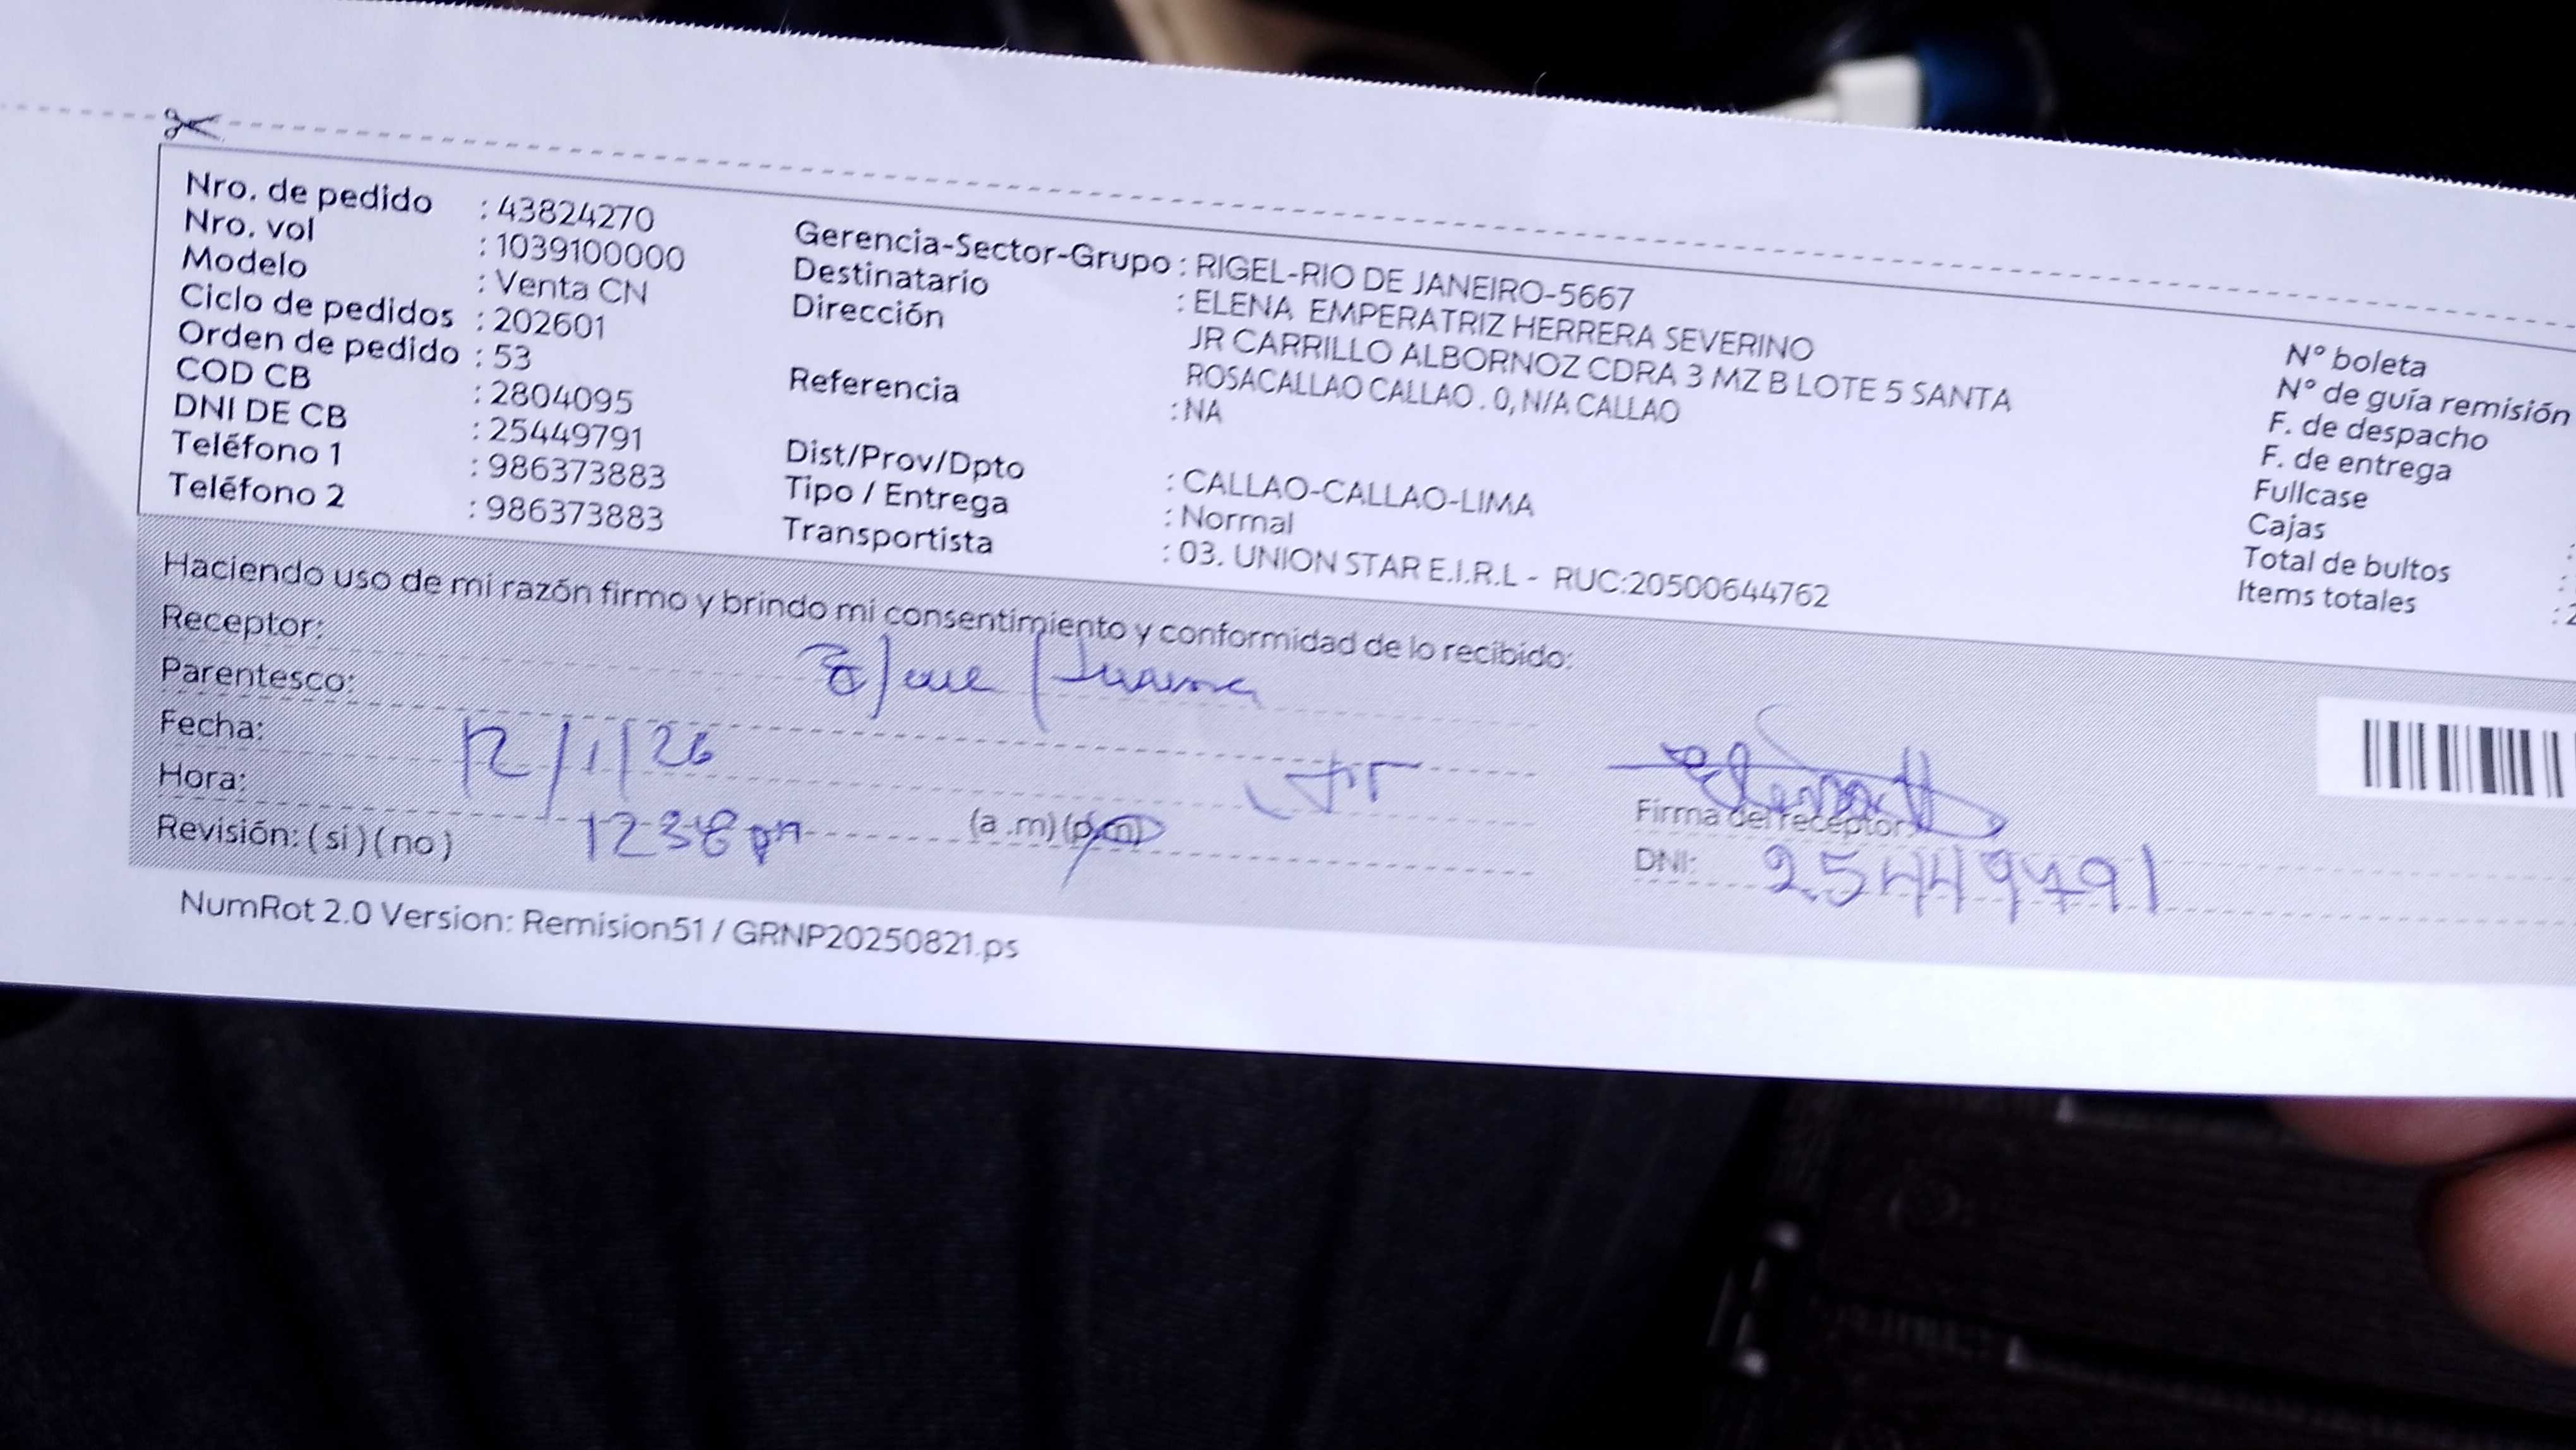 Nro. de pedido : 43824270
Nro. vol : 1039100000
Modelo : Venta CN
Ciclo de pedidos : 202601
Orden de pedido : 53
COD CB : 2804095
DNI DE CB : 25449791
Teléfono 1 : 986373883
Teléfono 2 : 986373883
Gerencia-Sector-Grupo : RIGEL-RIO DE JANEIRO-5667
Destinatario : ELENA EMPERATRIZ HERRERA SEVERINO
Dirección JR CARRILLO ALBORNOZ CDRA 3 MZ B LOTE 5 SANTA
ROSACALLAO CALLAO . 0, N/A CALLAO
Referencia : NA
Dist/Prov/Dpto : CALLAO-CALLAO-LIMA
Tipo / Entrega : Normal
Transportista : 03. UNION STAR E.I.R.L - RUC:20500644762
N° boleta
N° de guía remisión
F. de despacho
F. de entrega
Fullcase
Cajas :
Total de bultos :
Items totales : 2
Haciendo uso de mi razón firmo y brindo mi consentimiento y conformidad de lo recibido:
Receptor:
Parentesco:
Fecha: 12/1/26
Hora: 1238 pm (a .m) (p.m)
Revisión: ( si ) ( no )
Firma del receptor
DNI: 25449791
NumRot 2.0 Version: Remision51 / GRNP20250821.ps